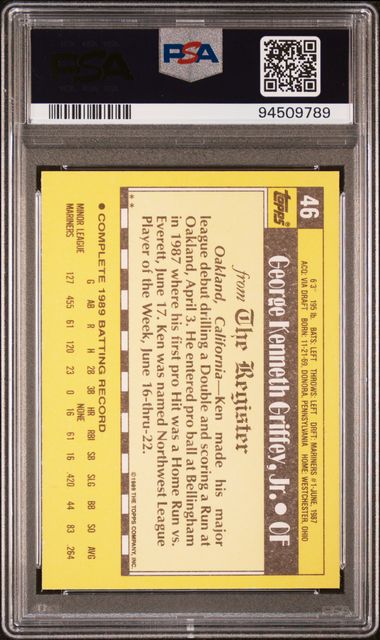 PSA
PSA
94509789
46
Topps
George Kenneth Griffey, Jr. • OF
6'3" 195 lb. BATS: LEFT THROWS: LEFT DRFT: MARINERS #1-JUNE, 1987
ACQ: VIA DRAFT BORN: 11-21-69, DONORA, PENNSYLVANIA HOME: WESTCHESTER, OHIO
from The Register
Oakland, California—Ken made his major
league debut drilling a Double and scoring a Run at
Oakland, April 3. He entered pro ball at Bellingham
in 1987 where his first pro Hit was a Home Run vs.
Everett, June 17. Ken was named Northwest League
Player of the Week, June 16-thru-22.
**
©1989 THE TOPPS COMPANY, INC.
• COMPLETE 1989 BATTING RECORD
G AB R H 2B 3B HR RBI SB SLG BB SO AVG
MINOR LEAGUE NONE
MARINERS 127 455 61 120 23 0 16 61 16 .420 44 83 .264